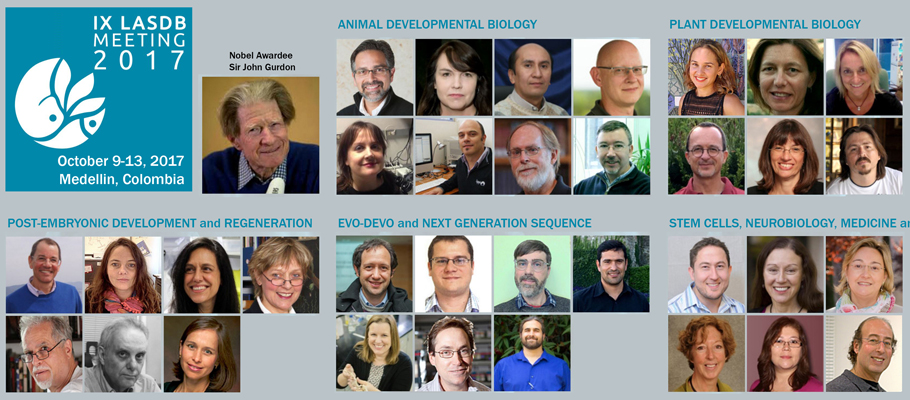 IX LASDB
MEETING
2017
October 9-13, 2017
Medellin, Colombia
Nobel Awardee
Sir John Gurdon
ANIMAL DEVELOPMENTAL BIOLOGY
PLANT DEVELOPMENTAL BIOLOGY
POST-EMBRYONIC DEVELOPMENT and REGENERATION
EVO-DEVO and NEXT GENERATION SEQUENCE
STEM CELLS, NEUROBIOLOGY, MEDICINE ar